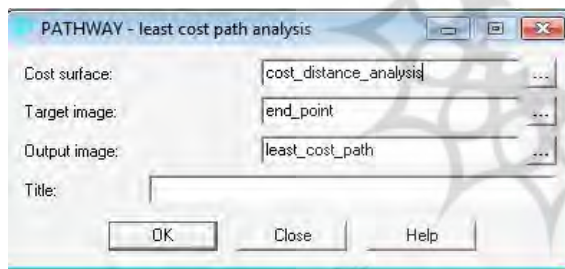 PATHWAY - least cost path analysis
Cost surface: cost_distance_analysis ...
Target image: end_point ...
Output image: least_cost_path ...
Title:
OK Close Help